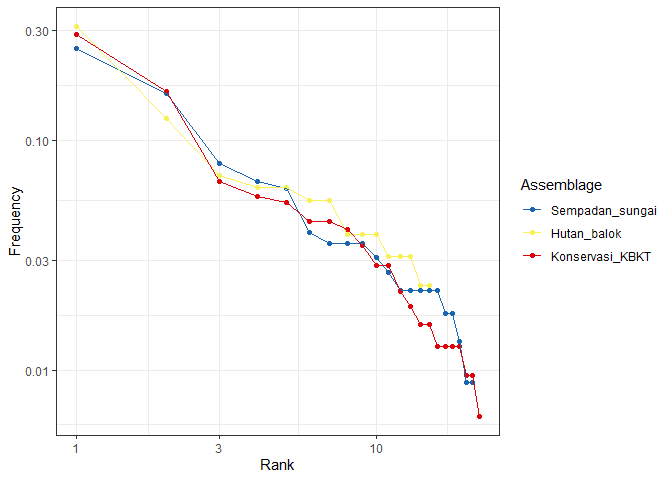 0.30
0.10
0.03
0.01
Frequency
1
3
10
Rank
Assemblage
Sempadan_sungai
Hutan_balok
Konservasi_KBKT